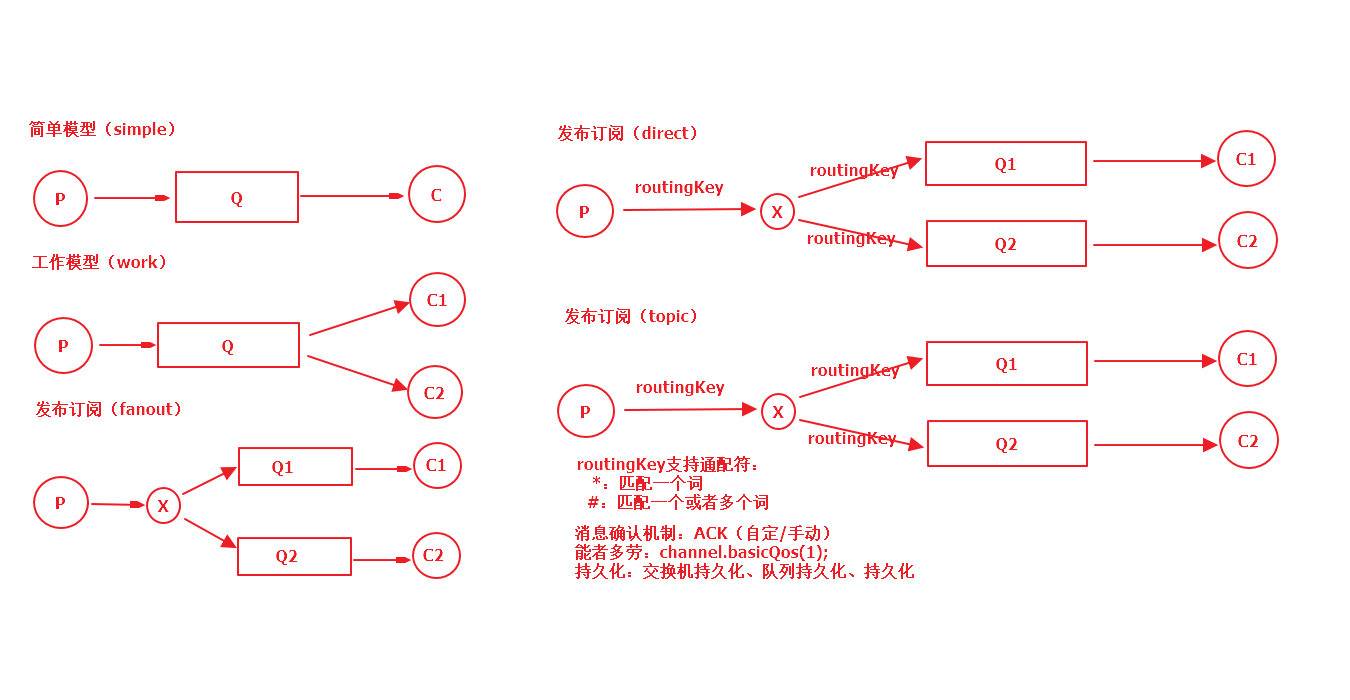 简单模型（simple）
P
Q
C
工作模型（work）
P
Q
C1
C2
发布订阅（fanout）
P
X
Q1
C1
Q2
C2
发布订阅（direct）
P
routingKey
X
routingKey
Q1
C1
routingKey
Q2
C2
发布订阅（topic）
P
routingKey
X
routingKey
Q1
C1
routingKey
Q2
C2
routingKey支持通配符：
*：匹配一个词
#：匹配一个或者多个词
消息确认机制：ACK（自定/手动）
能者多劳：channel.basicQos(1);
持久化：交换机持久化、队列持久化、持久化